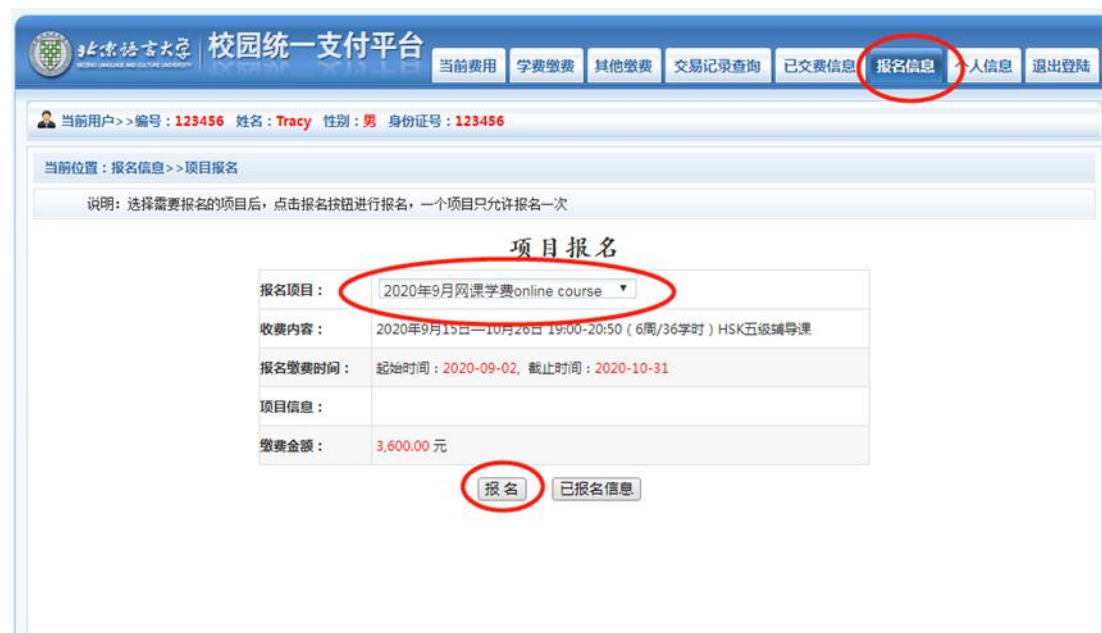 北京语言大学 校园统一支付平台
当前费用 学费缴费 其他缴费 交易记录查询 已交费信息 报名信息 个人信息 退出登陆
当前用户>>编号：123456 姓名：Tracy 性别：男 身份证号：123456
当前位置：报名信息>>项目报名
说明：选择需要报名的项目后，点击报名按钮进行报名，一个项目只允许报名一次
项目报名
报名项目： 2020年9月网课学费online course
收费内容： 2020年9月15日—10月26日 19:00-20:50（6周/36学时）HSK五级辅导课
报名缴费时间： 起始时间：2020-09-02, 截止时间：2020-10-31
项目信息：
缴费金额： 3,600.00 元
报 名 已报名信息